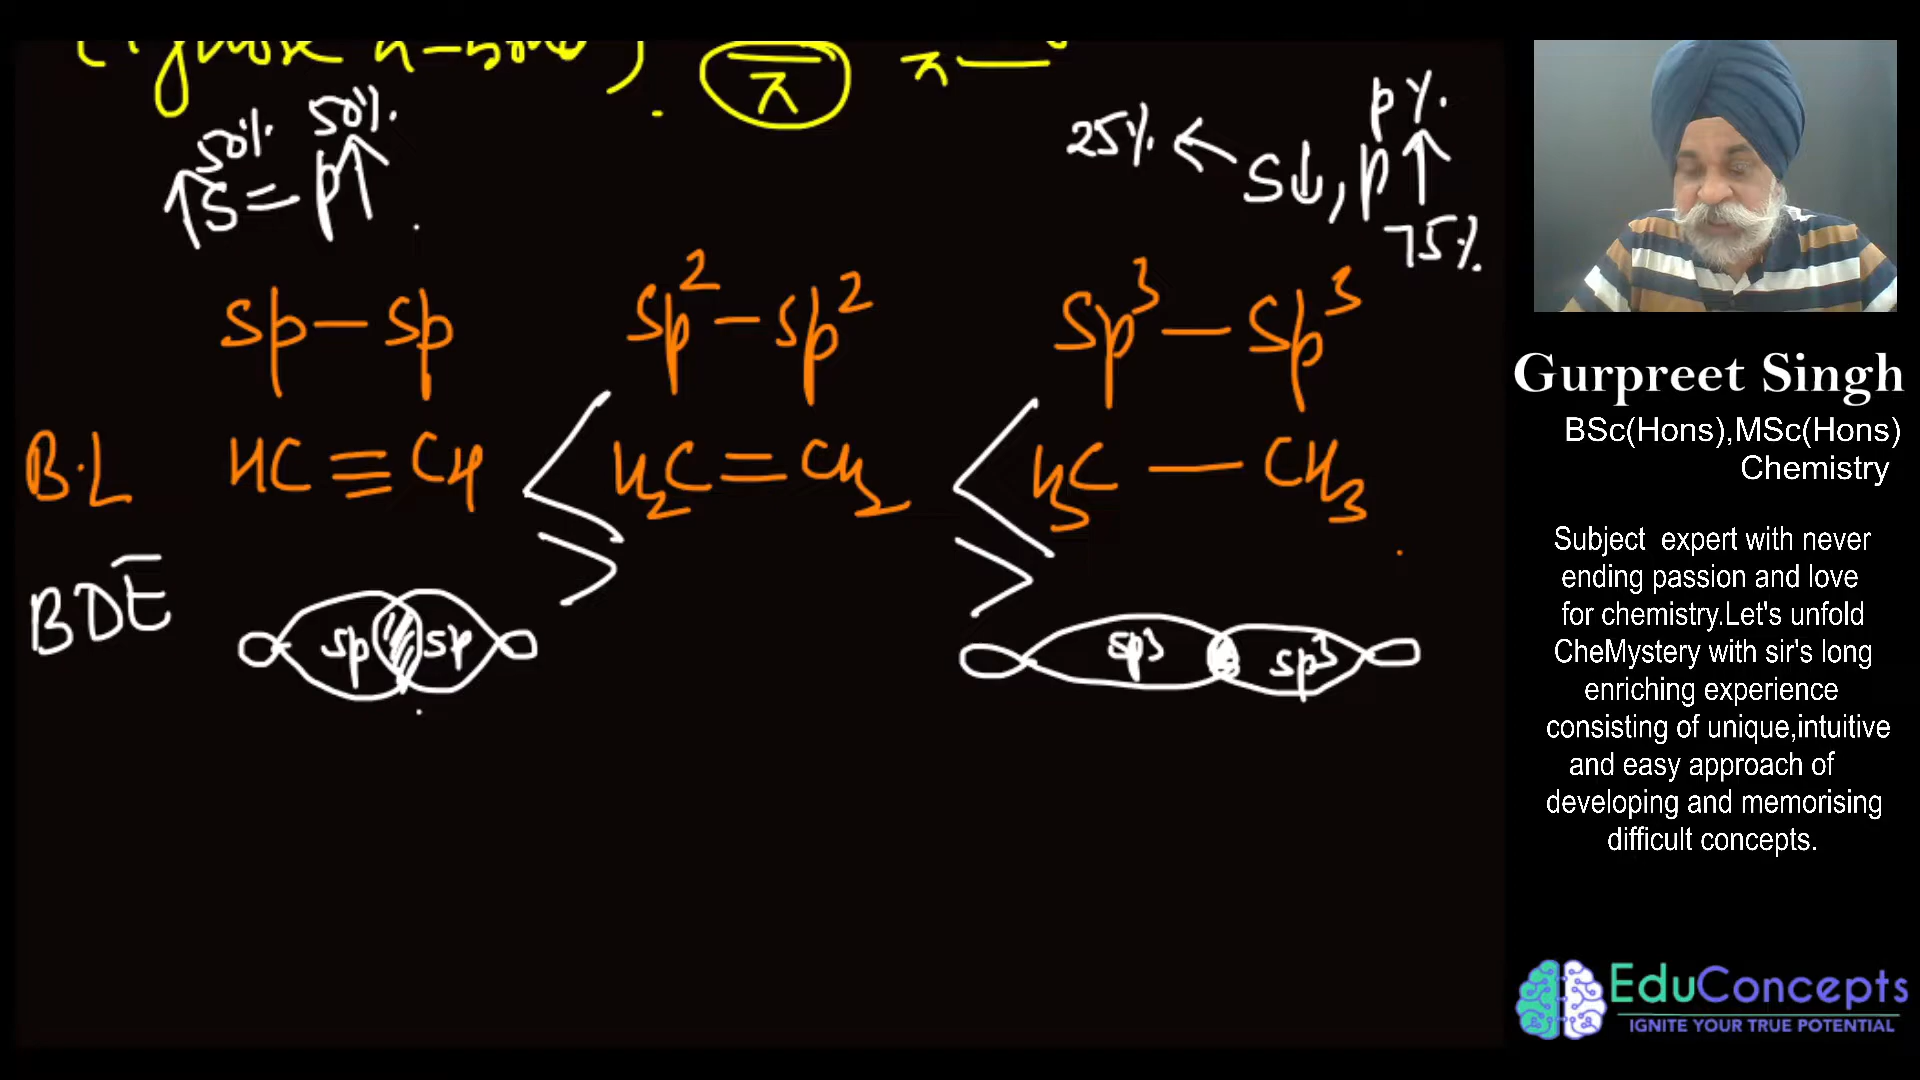 π π
50% 50%
↑S = p↑
p%
25% ← S↓, p↑
75%
sp – sp sp² – sp² sp³ – sp³
B.L HC ≡ CH < H₂C = CH₂ < H₃C – CH₃
BDE > >
sp sp sp³ sp³
Gurpreet Singh
BSc(Hons),MSc(Hons)
Chemistry
Subject expert with never
ending passion and love
for chemistry.Let's unfold
CheMystery with sir's long
enriching experience
consisting of unique,intuitive
and easy approach of
developing and memorising
difficult concepts.
EduConcepts
IGNITE YOUR TRUE POTENTIAL